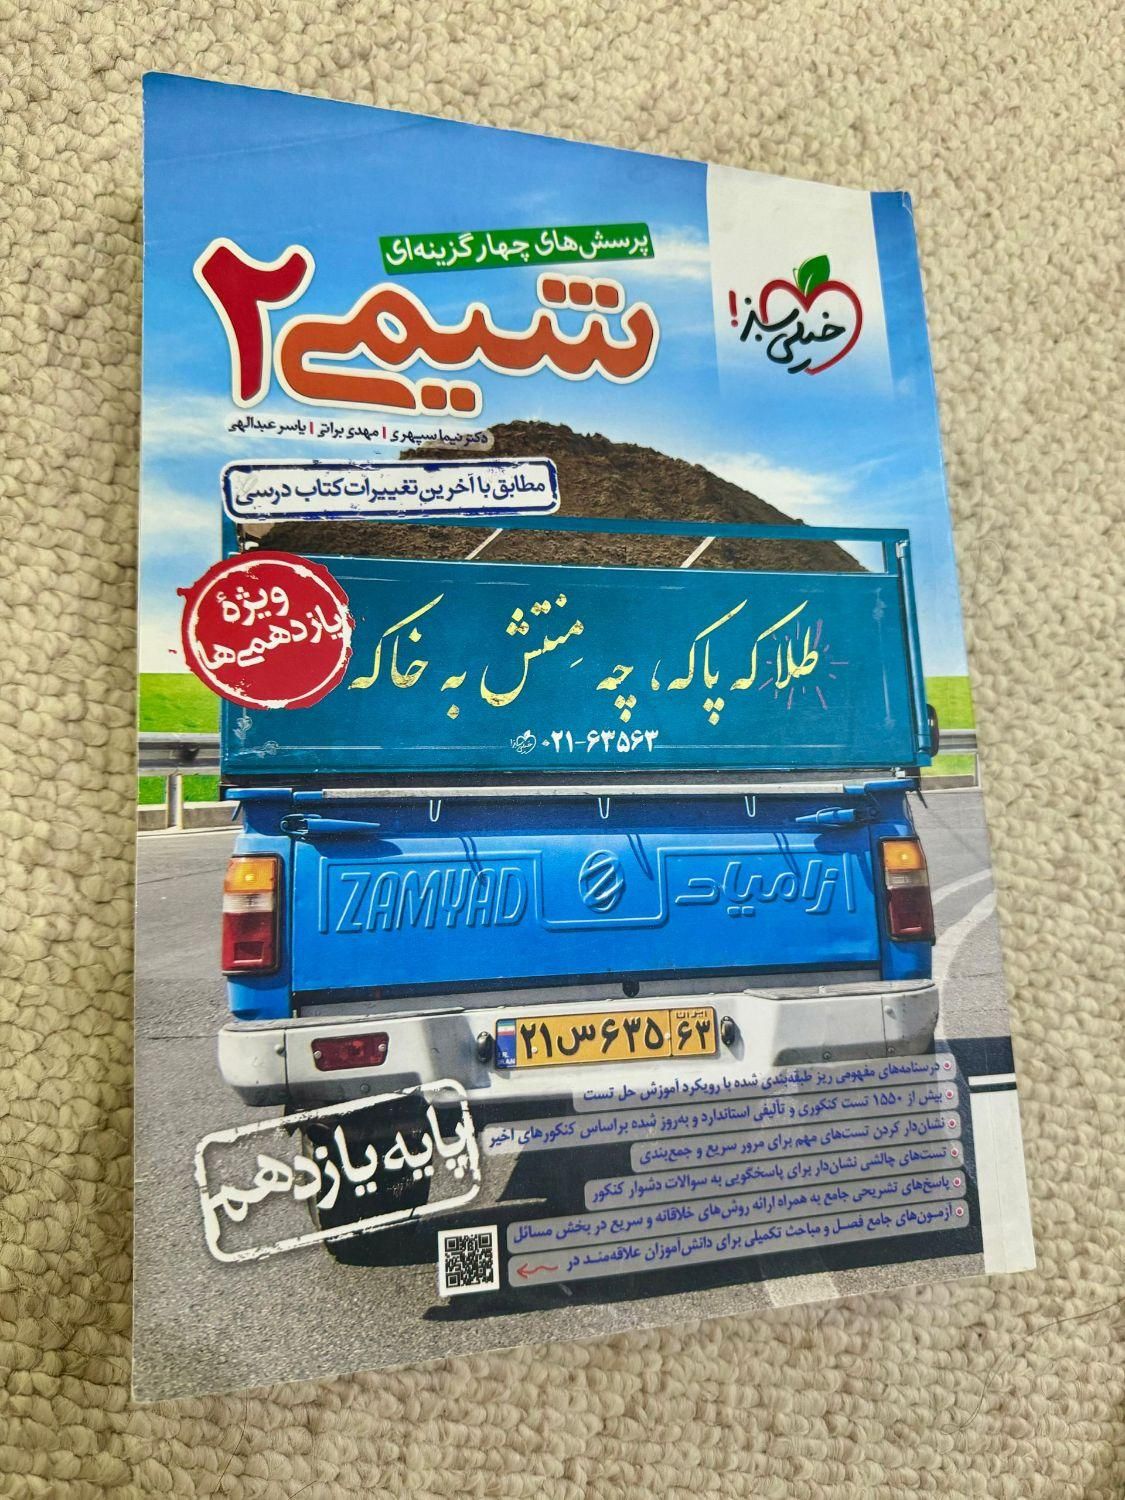 پرسش‌های چهارگزینه‌ای
شیمی ۲
خیلی سبز!
دکتر نیما سپهری | مهدی براتی | یاسر عبدالهی
مطابق با آخرین تغییرات کتاب درسی
ویژهٔ
یازدهمی‌ها
طلا که پاکه، چه مِنتش به خاکه
۰۲۱-۶۳۵۶۳
خیلی سبز!
ZAMYAD زامیاد
I.R. IRAN
۲۱س۶۳۵
ایران
۶۳
درسنامه‌های مفهومی ریز طبقه‌بندی شده با رویکرد آموزش حل تست
بیش از ۱۵۵۰ تست کنکوری و تألیفی استاندارد و به‌روز شده براساس کنکورهای اخیر
نشان‌دار کردن تست‌های مهم برای مرور سریع و جمع‌بندی
تست‌های چالشی نشان‌دار برای پاسخگویی به سوالات دشوار کنکور
پاسخ‌های تشریحی جامع به همراه ارائه روش‌های خلاقانه و سریع در بخش مسائل
آزمون‌های جامع فصل و مباحث تکمیلی برای دانش‌آموزان علاقه‌مند در
پایه یازدهم